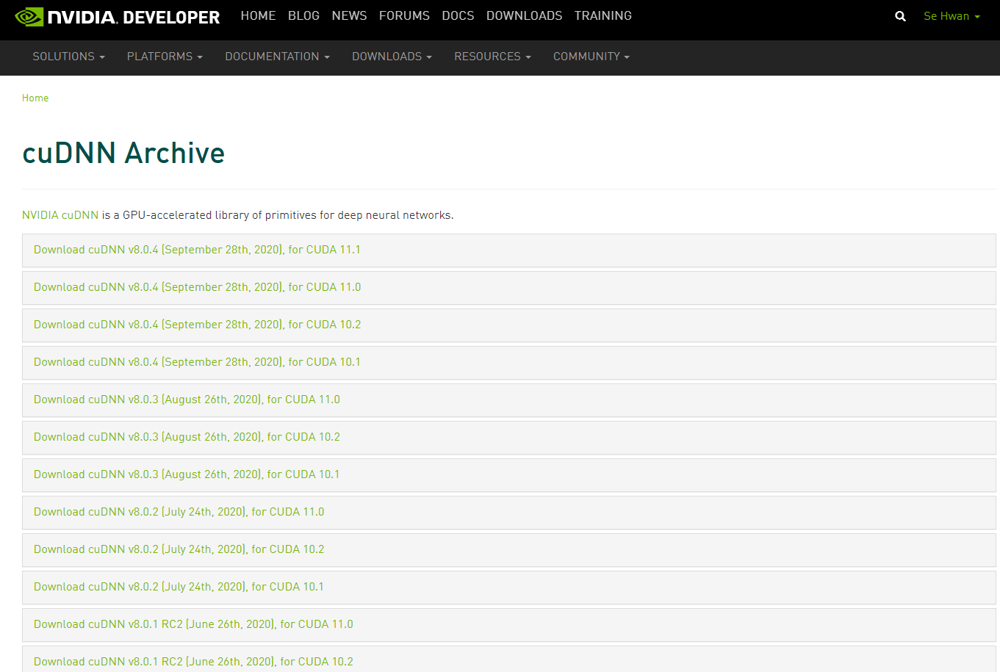 NVIDIA. DEVELOPER HOME BLOG NEWS FORUMS DOCS DOWNLOADS TRAINING Se Hwan
SOLUTIONS PLATFORMS DOCUMENTATION DOWNLOADS RESOURCES COMMUNITY
Home
cuDNN Archive
NVIDIA cuDNN is a GPU-accelerated library of primitives for deep neural networks.
Download cuDNN v8.0.4 (September 28th, 2020), for CUDA 11.1
Download cuDNN v8.0.4 (September 28th, 2020), for CUDA 11.0
Download cuDNN v8.0.4 (September 28th, 2020), for CUDA 10.2
Download cuDNN v8.0.4 (September 28th, 2020), for CUDA 10.1
Download cuDNN v8.0.3 (August 26th, 2020), for CUDA 11.0
Download cuDNN v8.0.3 (August 26th, 2020), for CUDA 10.2
Download cuDNN v8.0.3 (August 26th, 2020), for CUDA 10.1
Download cuDNN v8.0.2 (July 24th, 2020), for CUDA 11.0
Download cuDNN v8.0.2 (July 24th, 2020), for CUDA 10.2
Download cuDNN v8.0.2 (July 24th, 2020), for CUDA 10.1
Download cuDNN v8.0.1 RC2 (June 26th, 2020), for CUDA 11.0
Download cuDNN v8.0.1 RC2 (June 26th, 2020), for CUDA 10.2